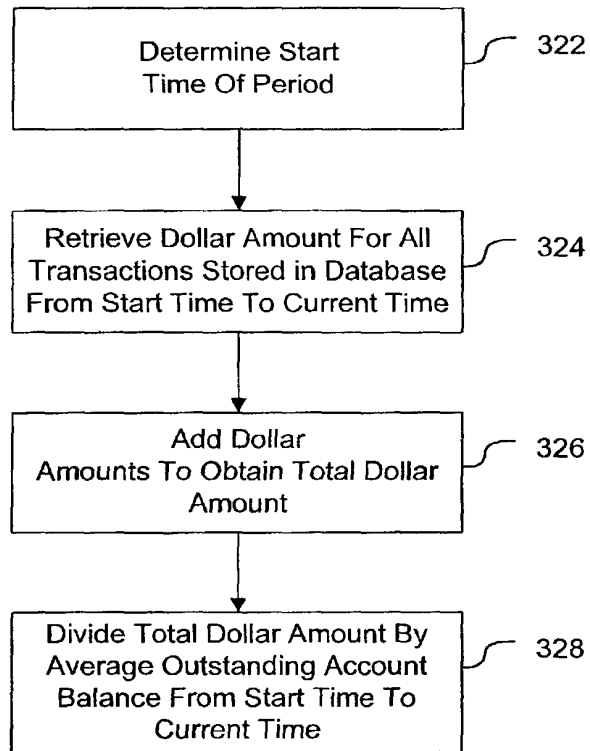 Determine Start
Time Of Period
322
Retrieve Dollar Amount For All
Transactions Stored in Database
From Start Time To Current Time
324
Add Dollar
Amounts To Obtain Total Dollar
Amount
326
Divide Total Dollar Amount By
Average Outstanding Account
Balance From Start Time To
Current Time
328